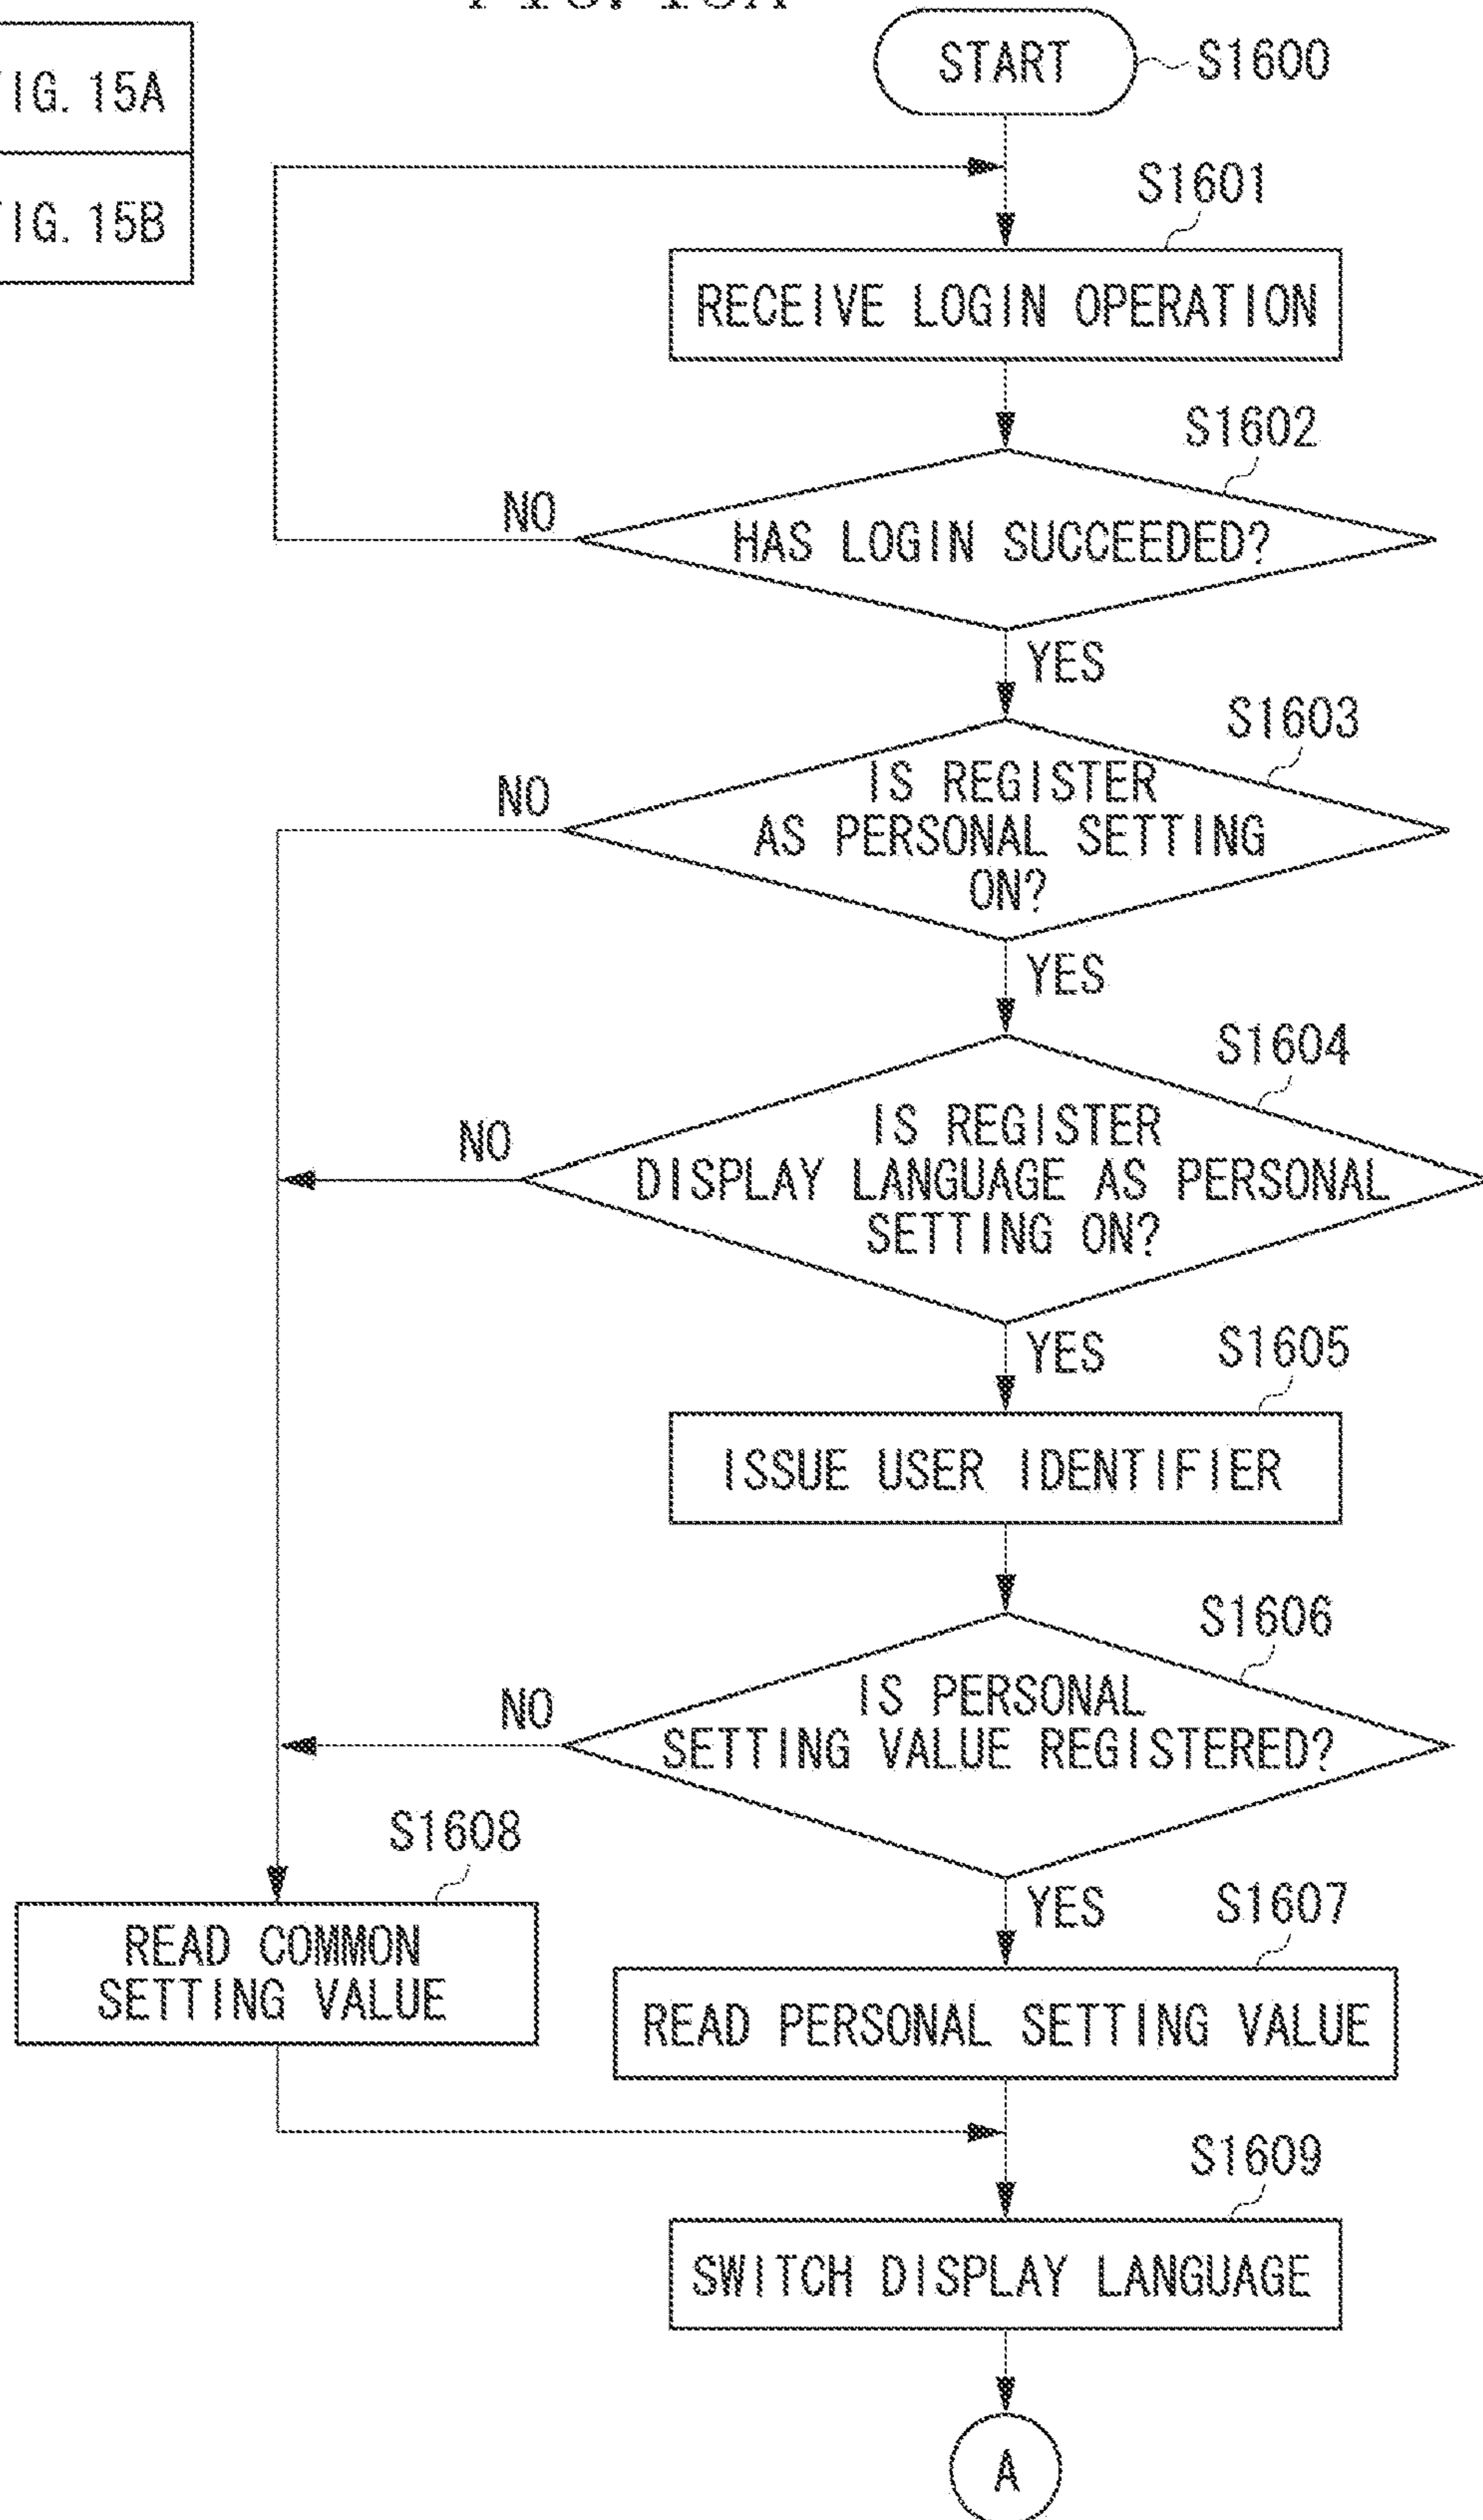 FIG. 15A
START
S1600
IG. 15A
IG. 15B
S1601
RECEIVE LOGIN OPERATION
S1602
NO
HAS LOGIN SUCCEEDED?
YES
S1603
NO
IS REGISTER
AS PERSONAL SETTING
ON?
YES
S1604
NO
IS REGISTER
DISPLAY LANGUAGE AS PERSONAL
SETTING ON?
YES
S1605
ISSUE USER IDENTIFIER
S1606
NO
IS PERSONAL
SETTING VALUE REGISTERED?
S1608
YES
S1607
READ COMMON
SETTING VALUE
READ PERSONAL SETTING VALUE
S1609
SWITCH DISPLAY LANGUAGE
A